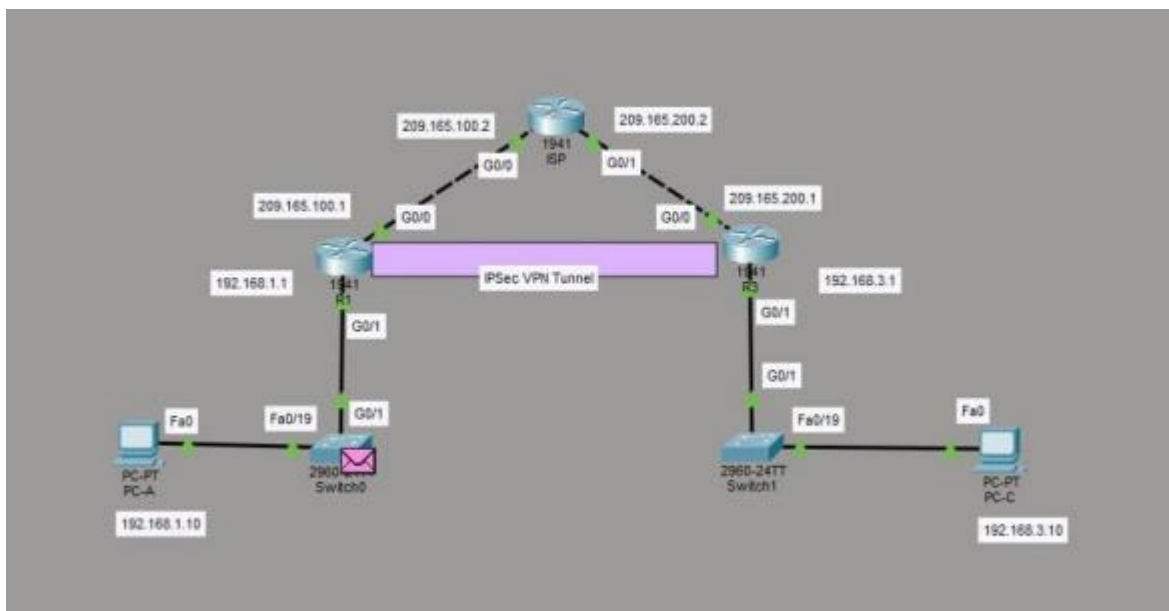 209.165.100.2
209.165.200.2
1941
ISP
G0/0
G0/1
209.165.100.1
209.165.200.1
G0/0
G0/0
IPSec VPN Tunnel
192.168.1.1
1941
R1
1941
R3
192.168.3.1
G0/1
G0/1
G0/1
G0/1
Fa0
Fa0/19
Fa0/19
Fa0
PC-PT
PC-A
Switch0
2960-24TT
Switch1
PC-PT
PC-C
192.168.1.10
192.168.3.10